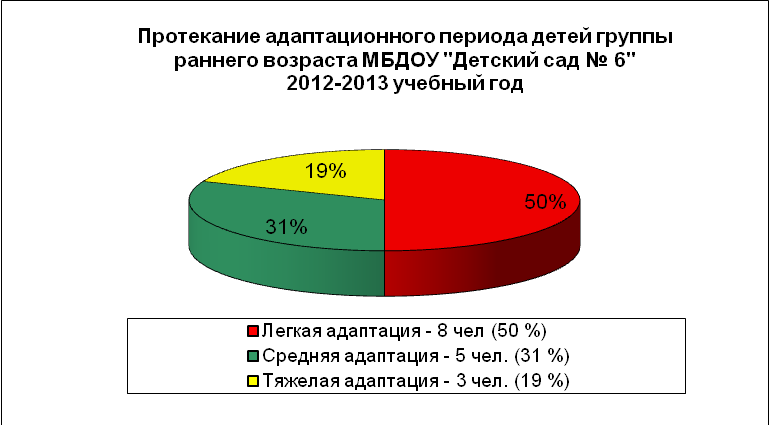 Протекание адаптационного периода детей группы
раннего возраста МБДОУ "Детский сад № 6"
2012-2013 учебный год
19%
50%
31%
Легкая адаптация - 8 чел (50 %)
Средняя адаптация - 5 чел. (31 %)
Тяжелая адаптация - 3 чел. (19 %)